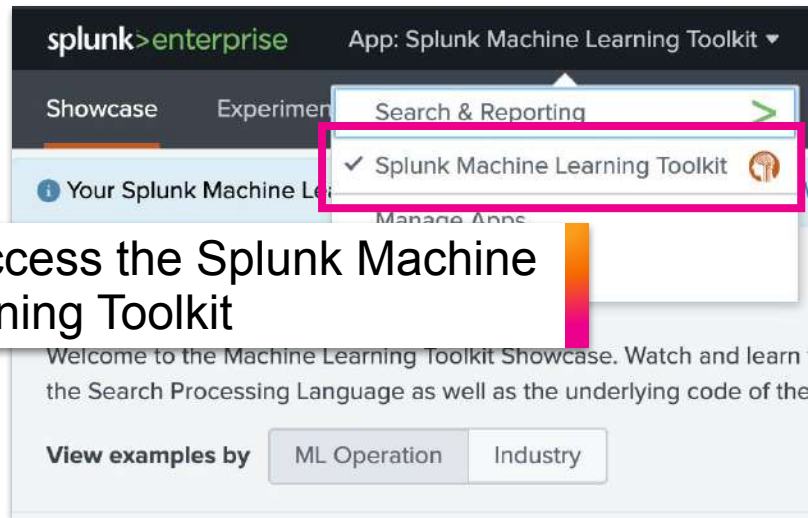 splunk>enterprise App: Splunk Machine Learning Toolkit
Showcase
Search & Reporting >
✓ Splunk Machine Learning Toolkit
Your Splunk Machine
Manage Apps
the Splunk Machine
Toolkit
Welcome to the Machine Learning Toolkit Showcase. Watch and learn
the Search Processing Language as well as the underlying code of the
View examples by ML Operation Industry